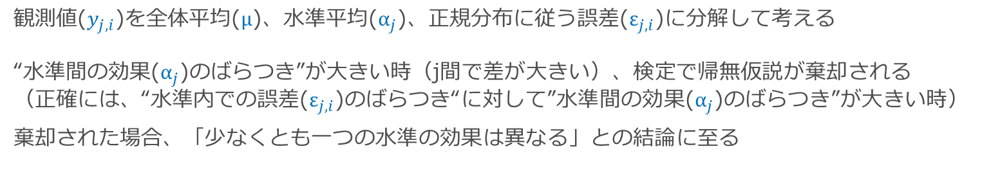 観測値(yj,i)を全体平均(μ)、水準平均(αj)、正規分布に従う誤差(εj,i)に分解して考える
“水準間の効果(αj)のばらつき”が大きい時（j間で差が大きい）、検定で帰無仮説が棄却される
（正確には、“水準内での誤差(εj,i)のばらつき“に対して”水準間の効果(αj)のばらつき”が大きい時）
棄却された場合、「少なくとも一つの水準の効果は異なる」との結論に至る